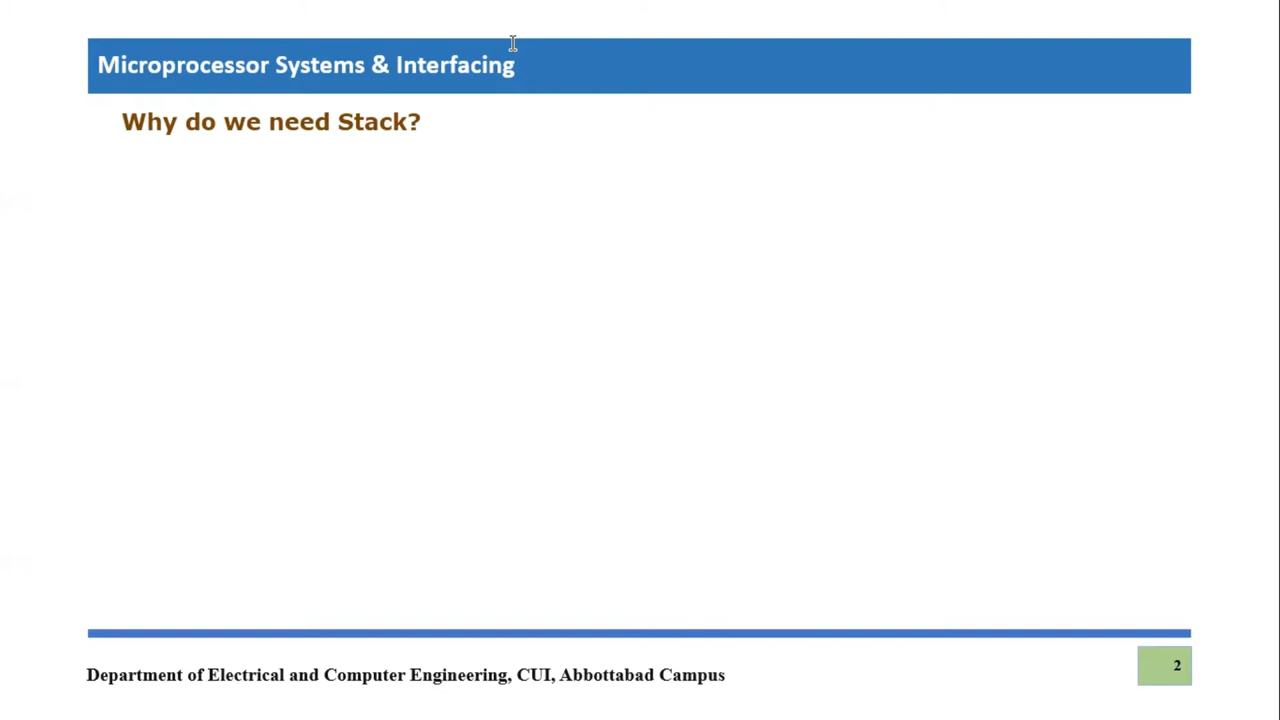 Microprocessor Systems & Interfacing
Why do we need Stack?
Department of Electrical and Computer Engineering, CUI, Abbottabad Campus
2